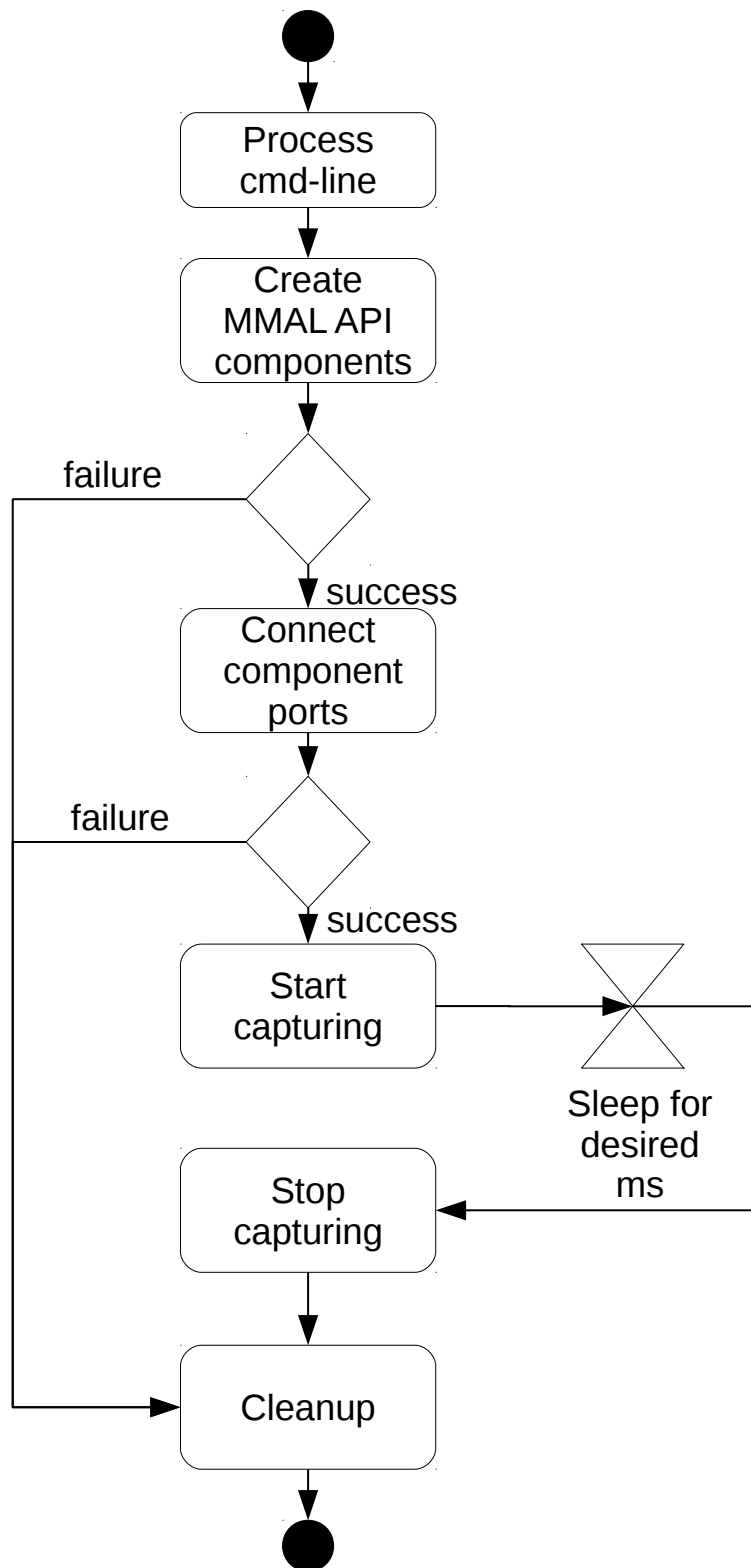 Process
cmd-line
Create
MMAL API
components
failure
success
Connect
component
ports
failure
success
Start
capturing
Sleep for
desired
ms
Stop
capturing
Cleanup